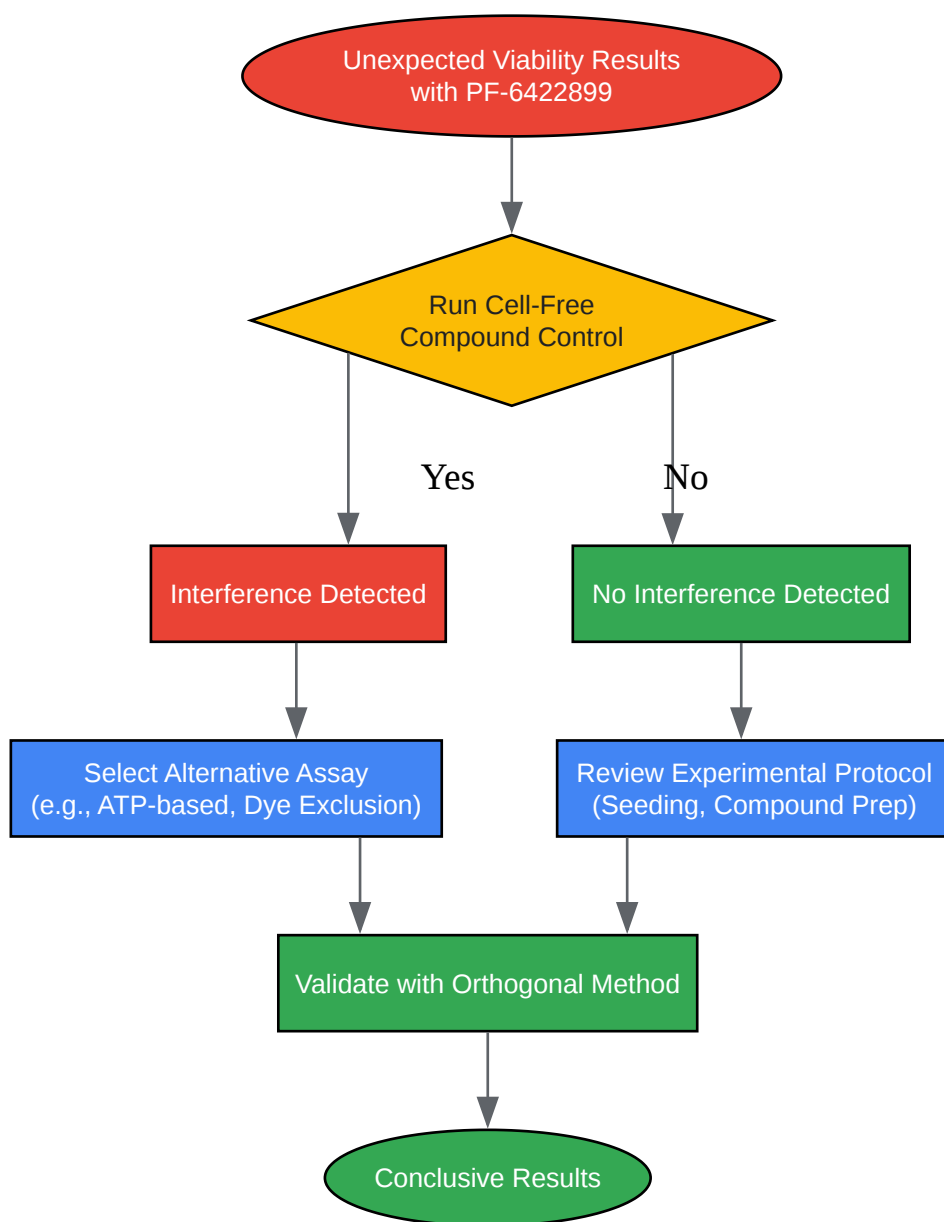 Unexpected Viability Results
with PF-6422899
Run Cell-Free
Compound Control
Yes
No
Interference Detected
No Interference Detected
Select Alternative Assay
(e.g., ATP-based, Dye Exclusion)
Review Experimental Protocol
(Seeding, Compound Prep)
Validate with Orthogonal Method
Conclusive Results